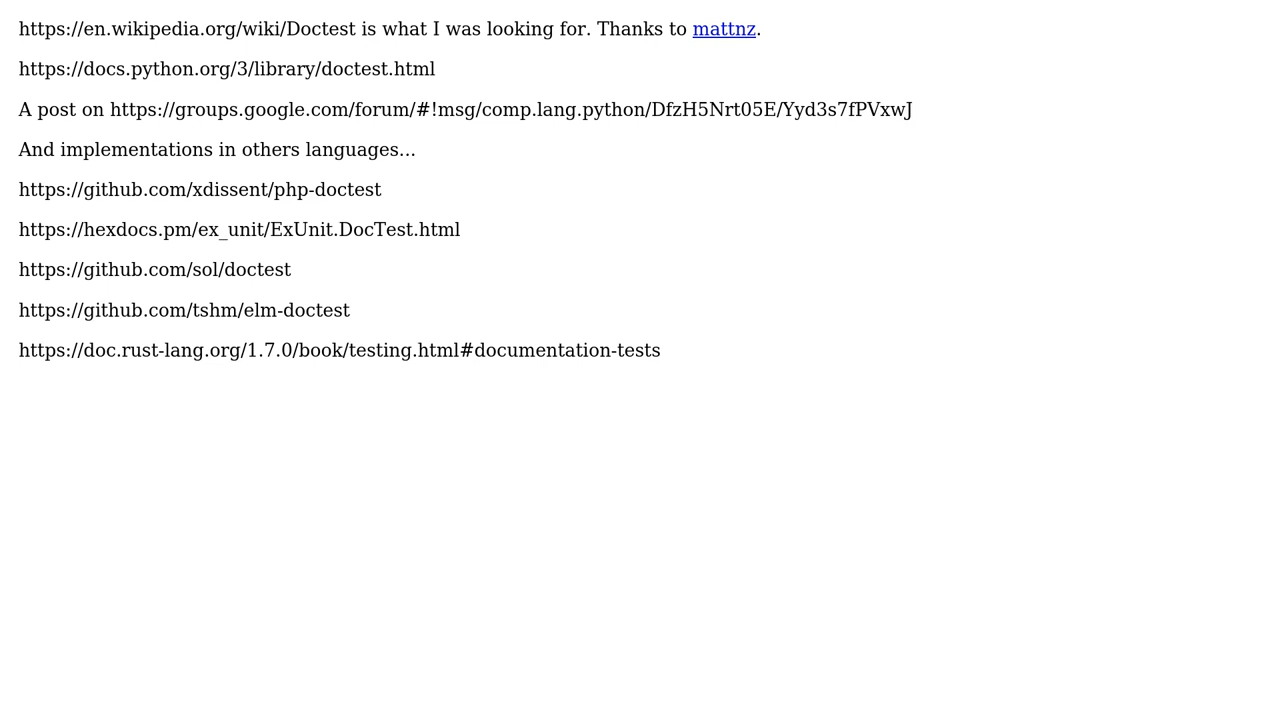 https://en.wikipedia.org/wiki/Doctest is what I was looking for. Thanks to mattnz.
https://docs.python.org/3/library/doctest.html
A post on https://groups.google.com/forum/#!msg/comp.lang.python/DfzH5Nrt05E/Yyd3s7fPVxwJ
And implementations in others languages...
https://github.com/xdissent/php-doctest
https://hexdocs.pm/ex_unit/ExUnit.DocTest.html
https://github.com/sol/doctest
https://github.com/tshm/elm-doctest
https://doc.rust-lang.org/1.7.0/book/testing.html#documentation-tests